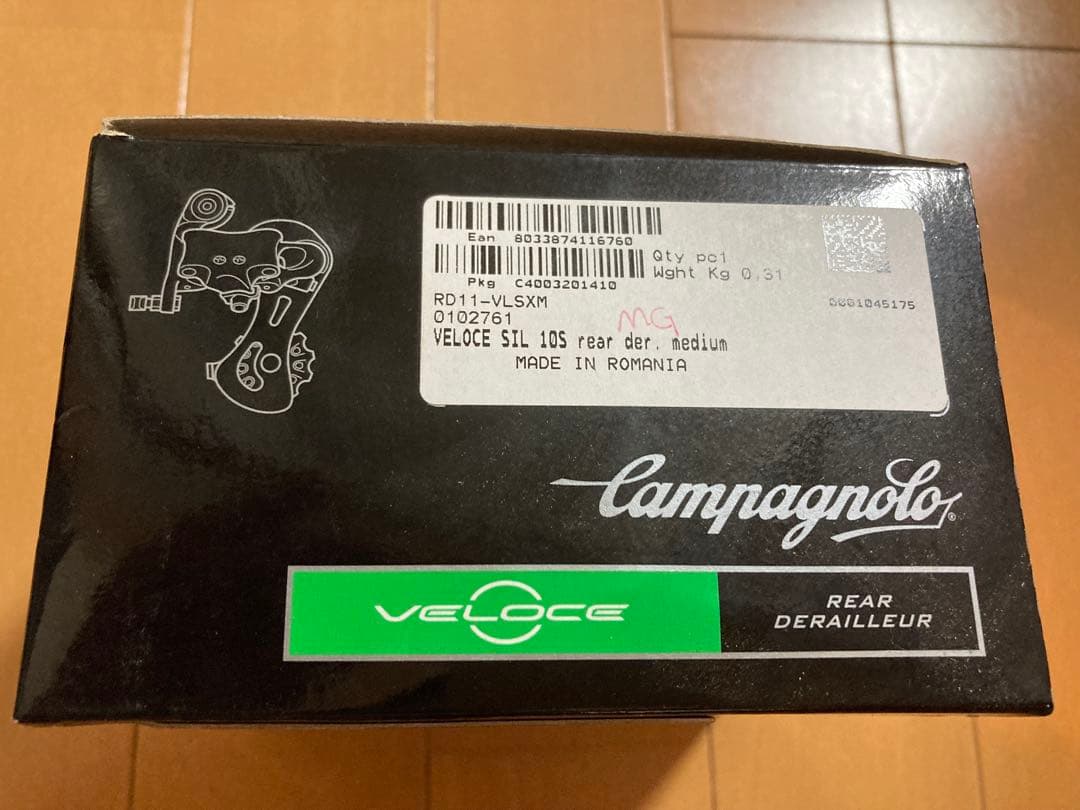 Ean 8033874116760
Qty pc1
Pkg C4003201410
Wght Kg 0.31
RD11-VLSXM
0001045175
0102761
MG
VELOCE SIL 10S rear der. medium
MADE IN ROMANIA
Campagnolo®
VELOCE
REAR
DERAILLEUR